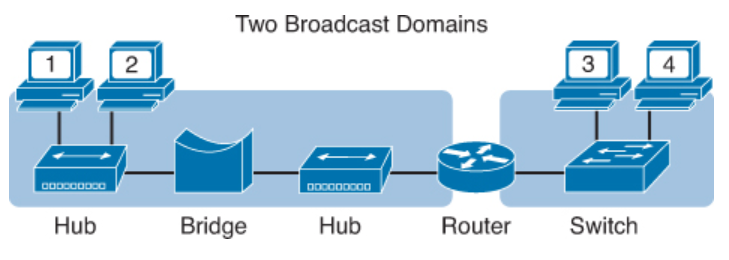 Two Broadcast Domains
1 2 3 4
Hub Bridge Hub Router Switch